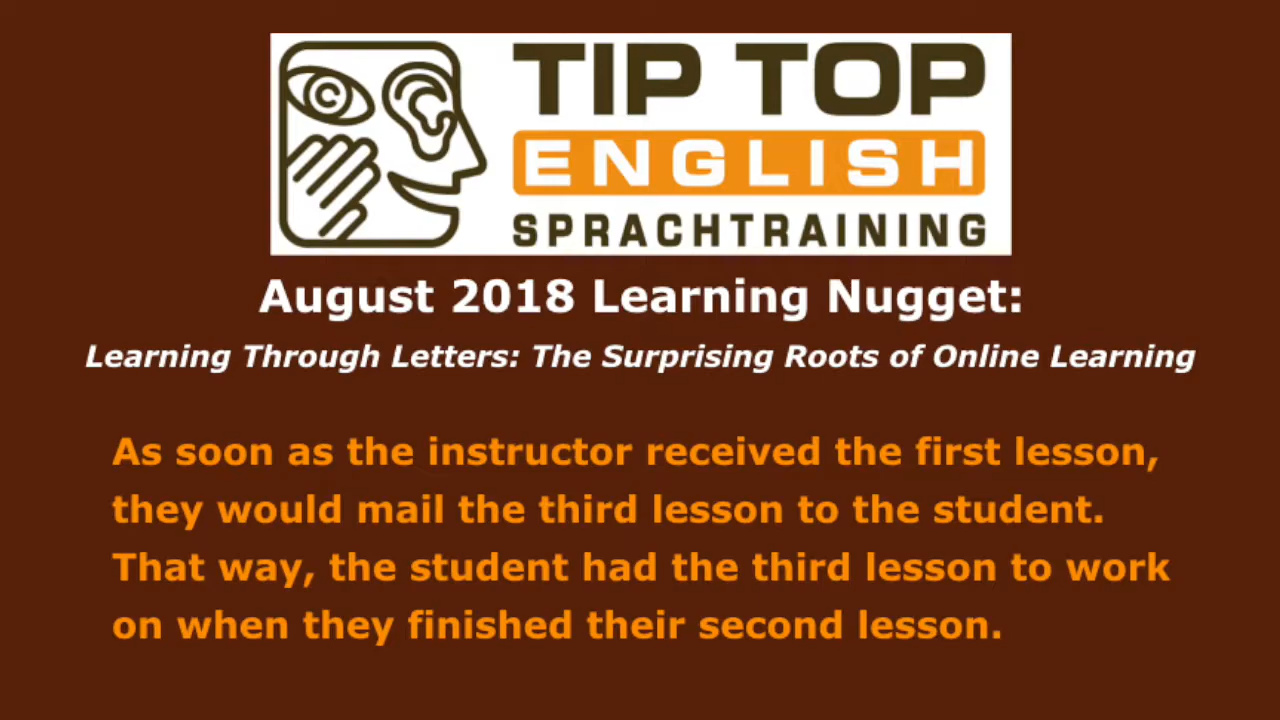 TIP TOP
ENGLISH
SPRACHTRAINING
August 2018 Learning Nugget:
Learning Through Letters: The Surprising Roots of Online Learning
As soon as the instructor received the first lesson,
they would mail the third lesson to the student.
That way, the student had the third lesson to work
on when they finished their second lesson.